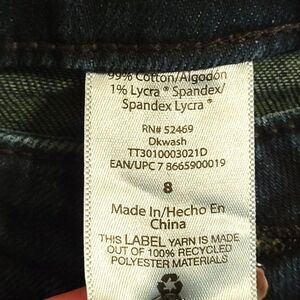 99% Cotton/Algodón
1% Lycra ® Spandex/
Spandex Lycra ®
RN# 52469
Dkwash
TT3010003021D
EAN/UPC 7 8665900019
8
Made In/Hecho En
China
THIS LABEL YARN IS MADE
OUT OF 100% RECYCLED
POLYESTER MATERIALS